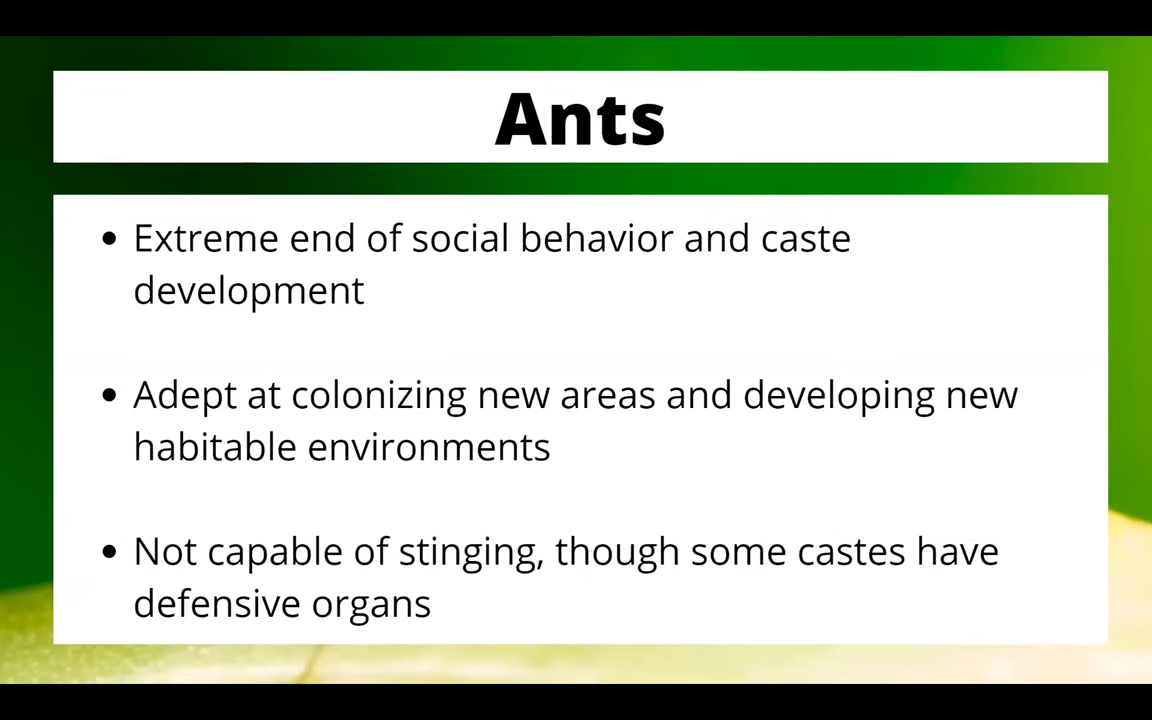 Ants
• Extreme end of social behavior and caste
development
• Adept at colonizing new areas and developing new
habitable environments
• Not capable of stinging, though some castes have
defensive organs